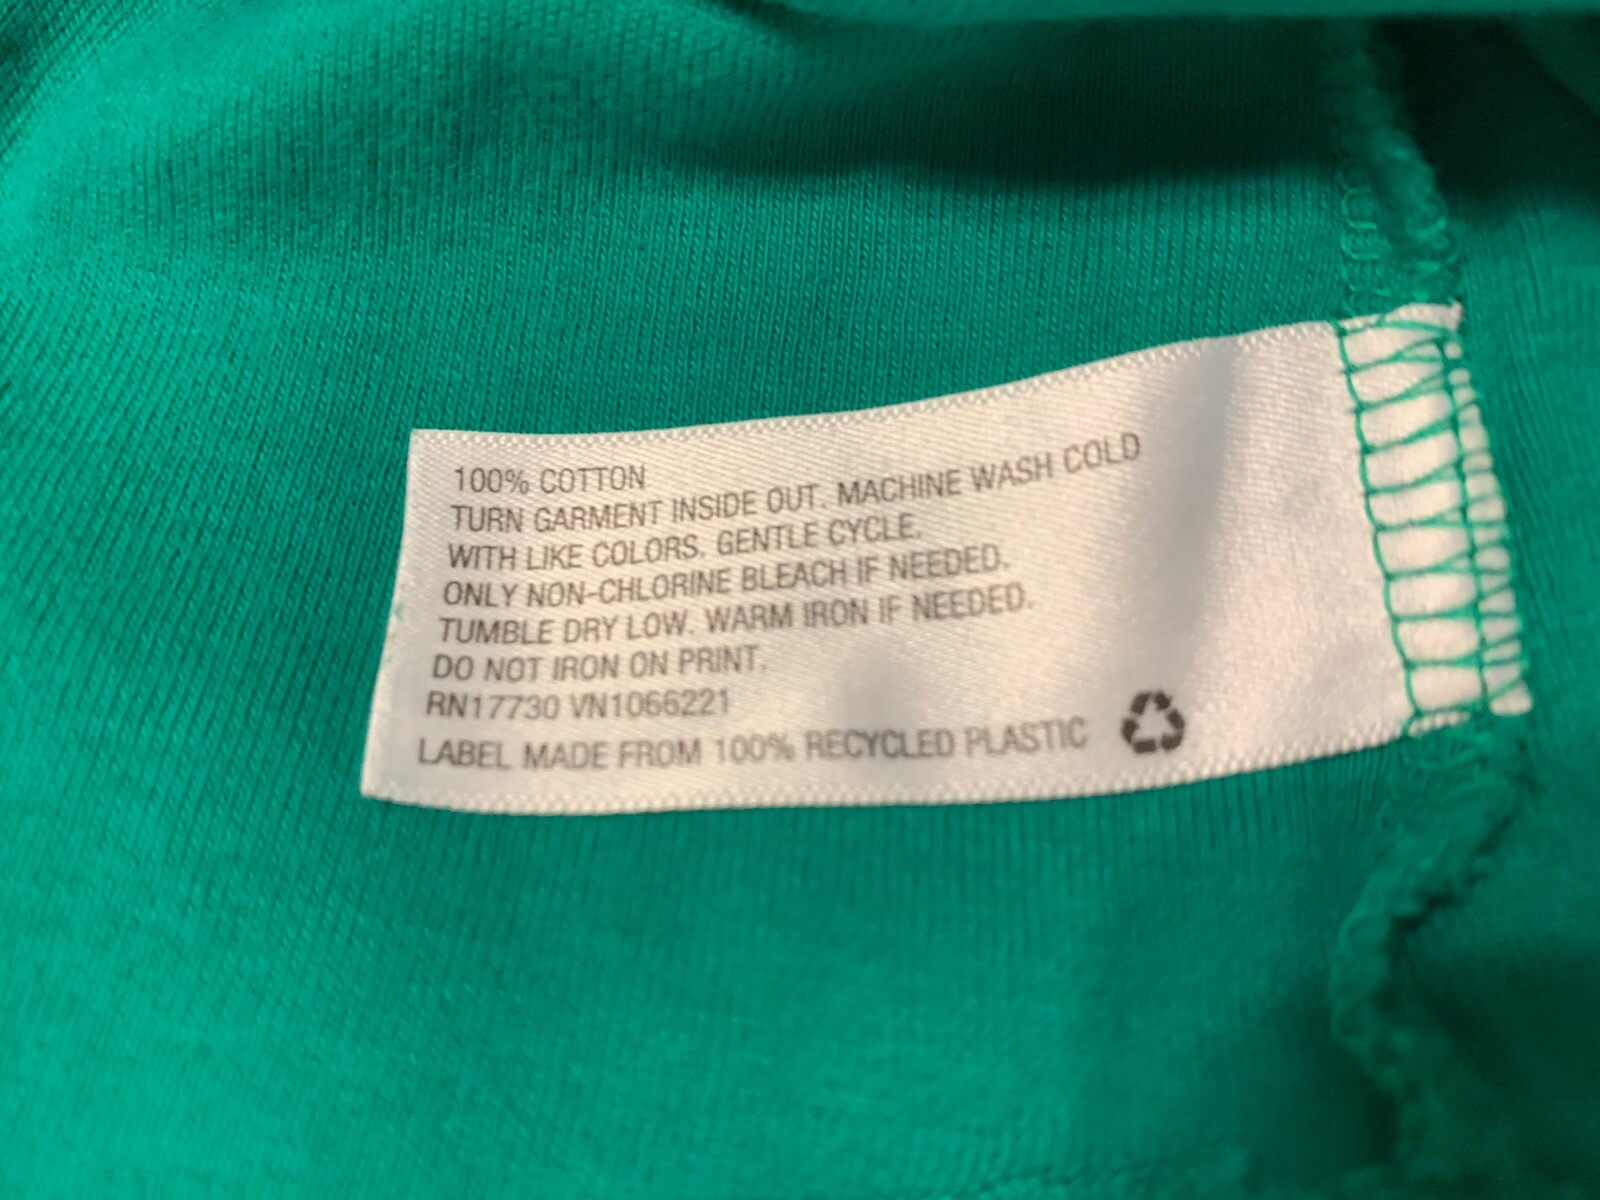 100% COTTON
TURN GARMENT INSIDE OUT. MACHINE WASH COLD
WITH LIKE COLORS. GENTLE CYCLE.
ONLY NON-CHLORINE BLEACH IF NEEDED.
TUMBLE DRY LOW. WARM IRON IF NEEDED.
DO NOT IRON ON PRINT.
RN17730 VN1066221
LABEL MADE FROM 100% RECYCLED PLASTIC